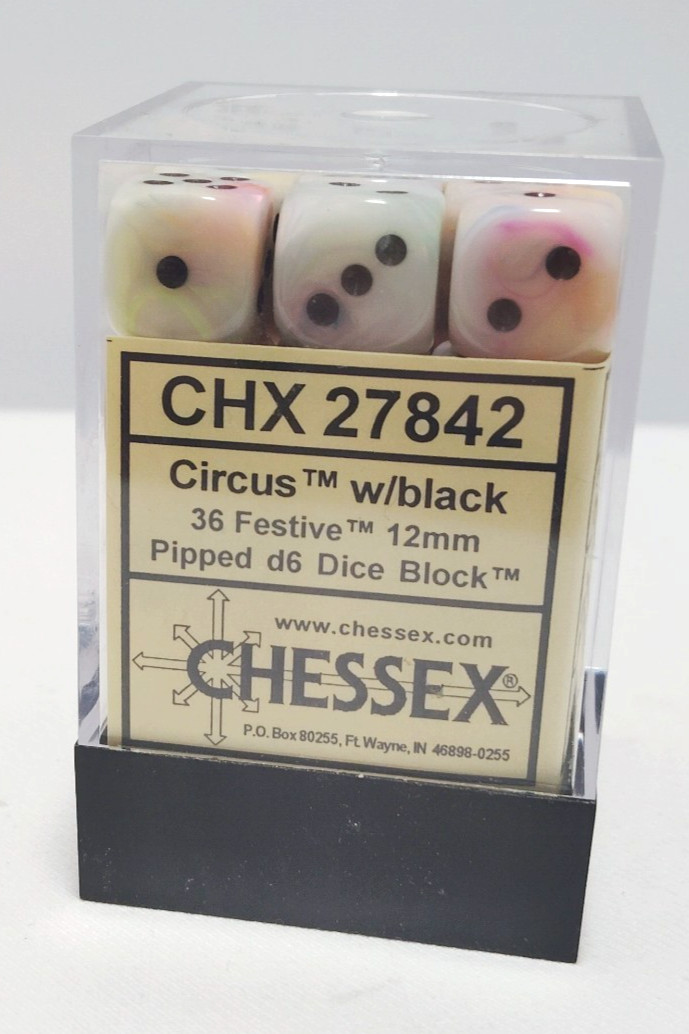 CHX 27842
Circus™ w/black
36 Festive™ 12mm
Pipped d6 Dice Block™
www.chessex.com
CHESSEX®
P.O. Box 80255, Ft. Wayne, IN 46898-0255